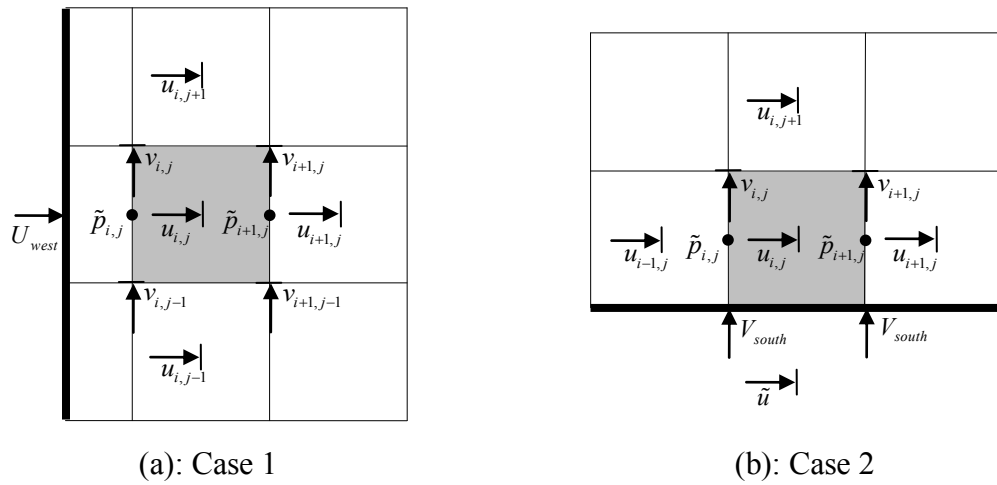 u_{i,j+1}
v_{i,j} v_{i+1,j}
U_{west} p̃_{i,j} u_{i,j} p̃_{i+1,j} u_{i+1,j}
v_{i,j-1} v_{i+1,j-1}
u_{i,j-1}
(a): Case 1
u_{i,j+1}
v_{i,j} v_{i+1,j}
u_{i-1,j} p̃_{i,j} u_{i,j} p̃_{i+1,j} u_{i+1,j}
V_{south} V_{south}
ũ
(b): Case 2